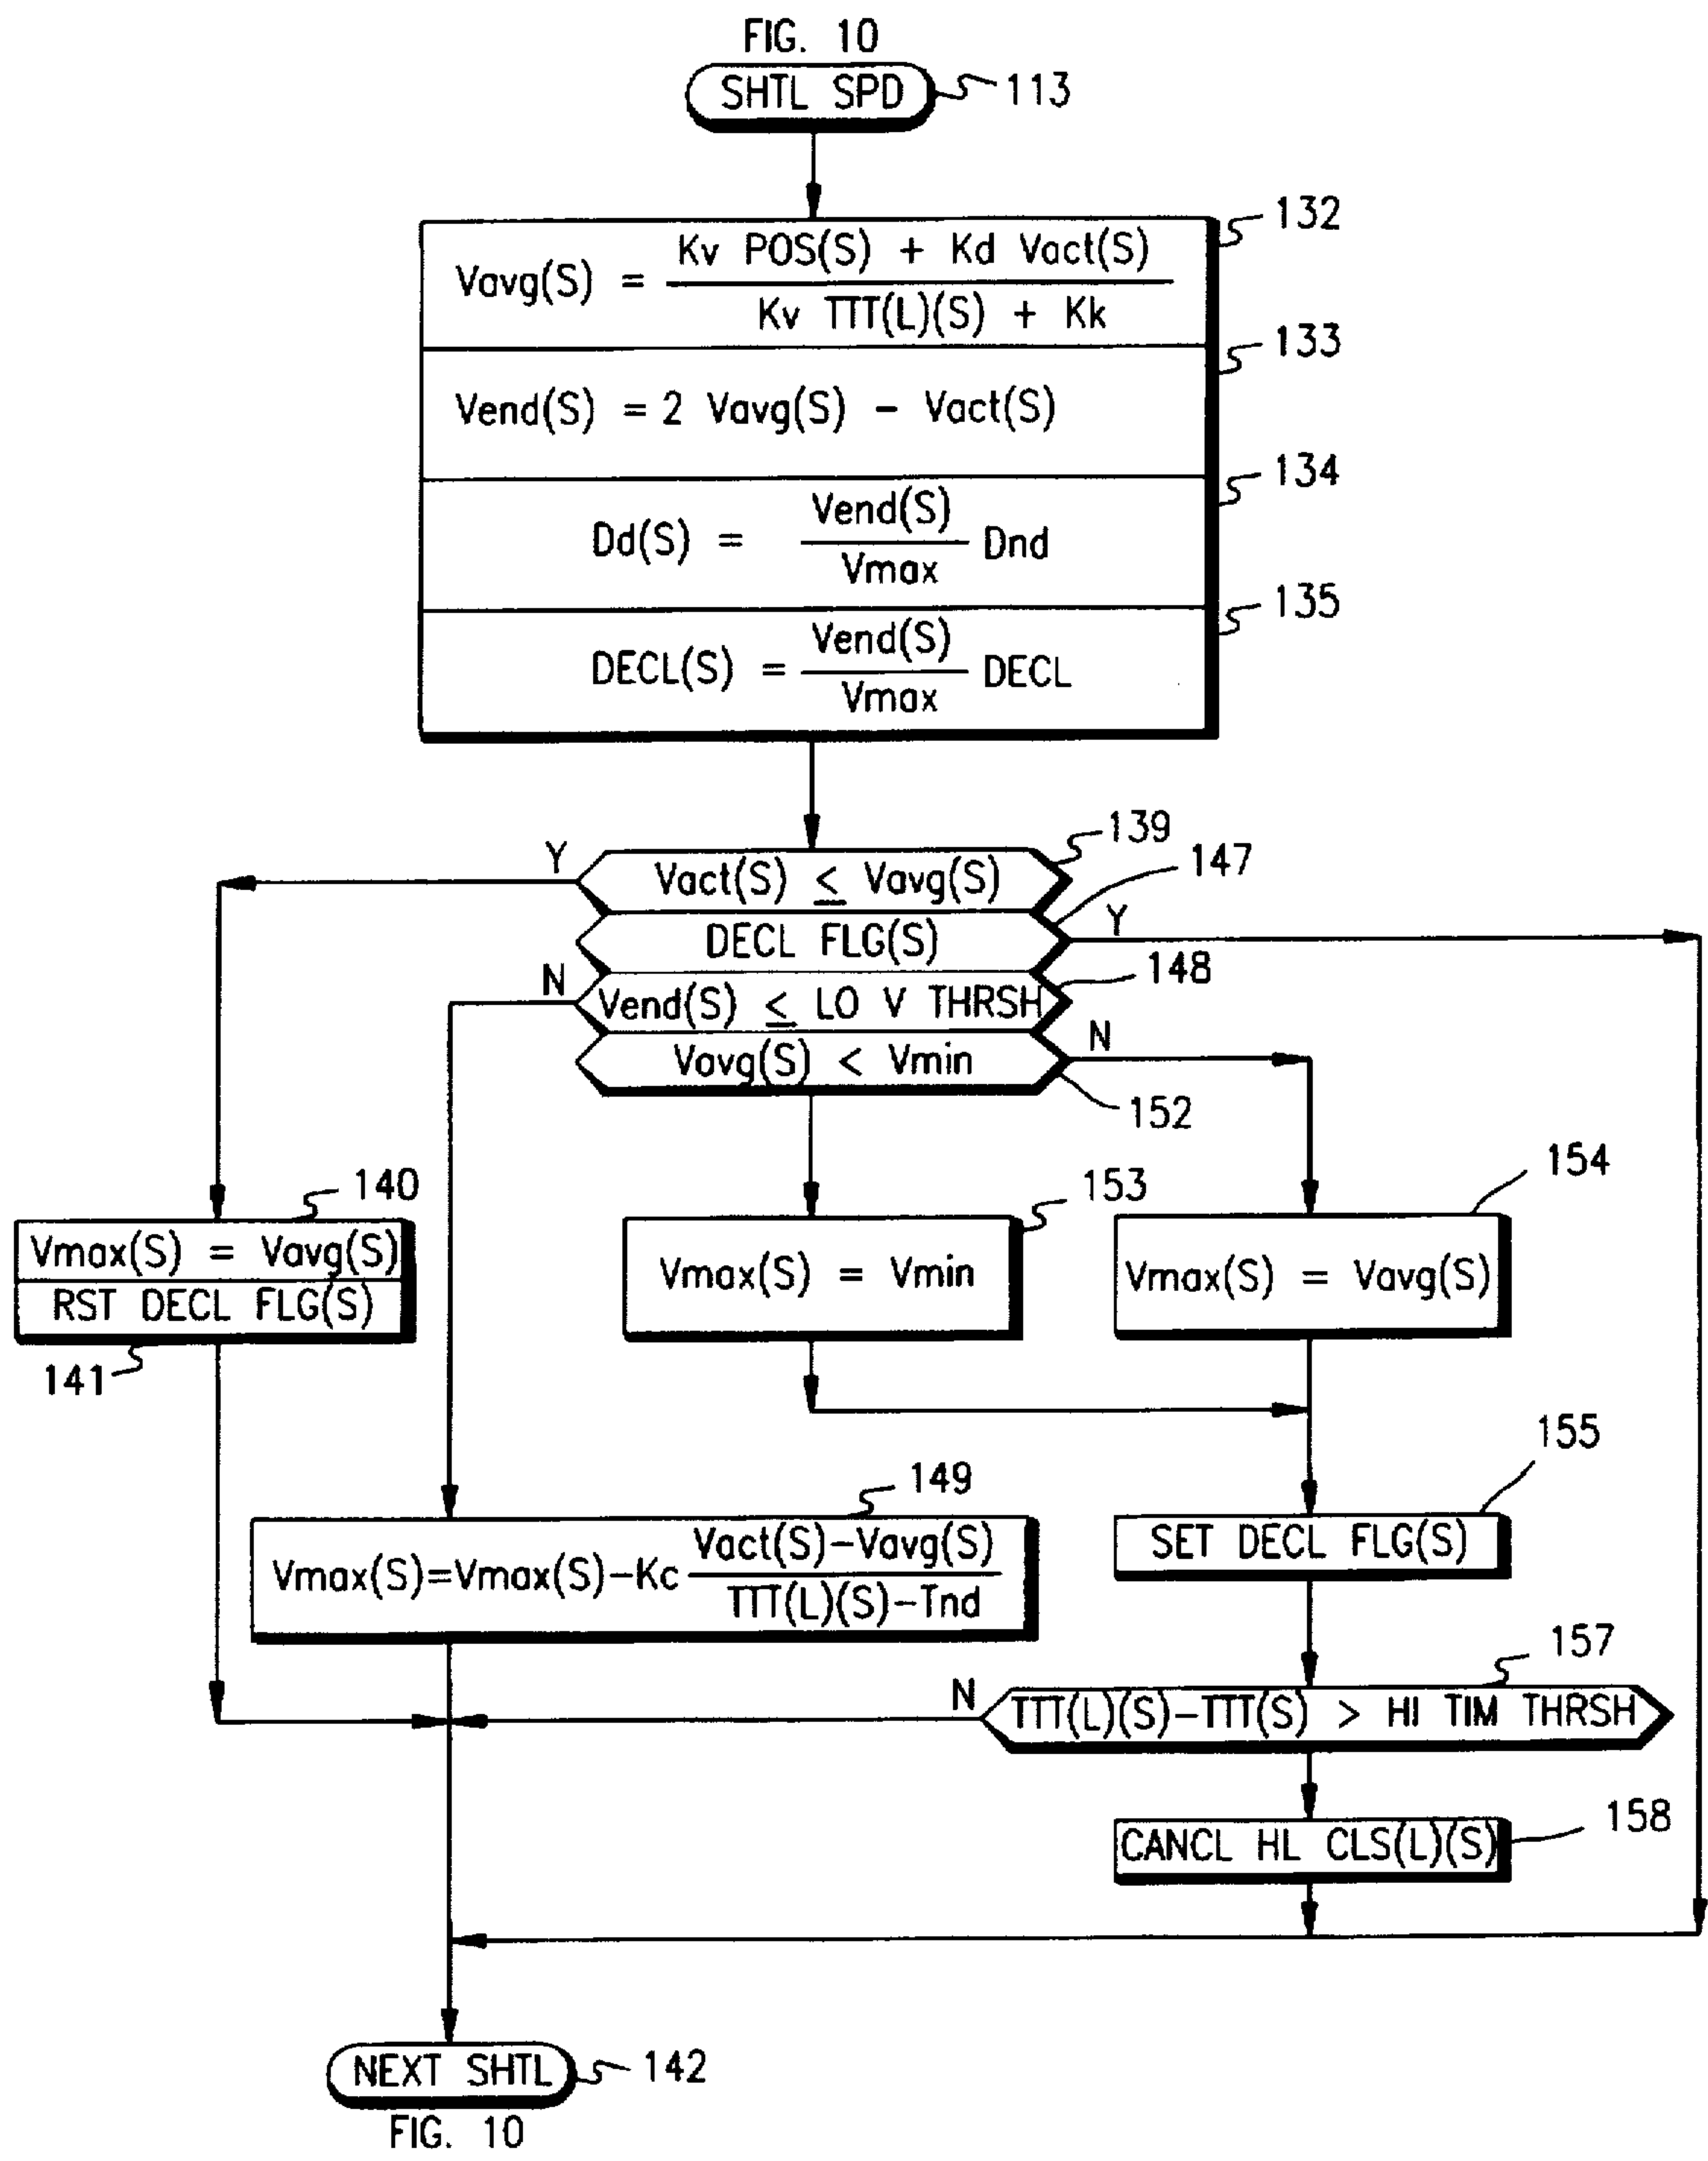 FIG. 10
SHTL SPD
113
132
Vavg(S) = Kv POS(S) + Kd Vact(S)
Kv TTT(L)(S) + Kk
133
Vend(S) = 2 Vavg(S) - Vact(S)
134
Dd(S) = Vend(S)
Vmax Dnd
135
DECL(S) = Vend(S)
Vmax DECL
139
147
Y
Vact(S) ≤ Vavg(S)
DECL FLG(S)
Y
148
N
Vend(S) ≤ LO V THRSH
Vavg(S) < Vmin
N
152
140
Vmax(S) = Vavg(S)
RST DECL FLG(S)
141
153
Vmax(S) = Vmin
154
Vmax(S) = Vavg(S)
155
SET DECL FLG(S)
149
Vmax(S)=Vmax(S)-Kc Vact(S)-Vavg(S)
TTT(L)(S)-Tnd
157
N
TTT(L)(S)-TTT(S) > HI TIM THRSH
158
CANCL HL CLS(L)(S)
NEXT SHTL
142
FIG. 10